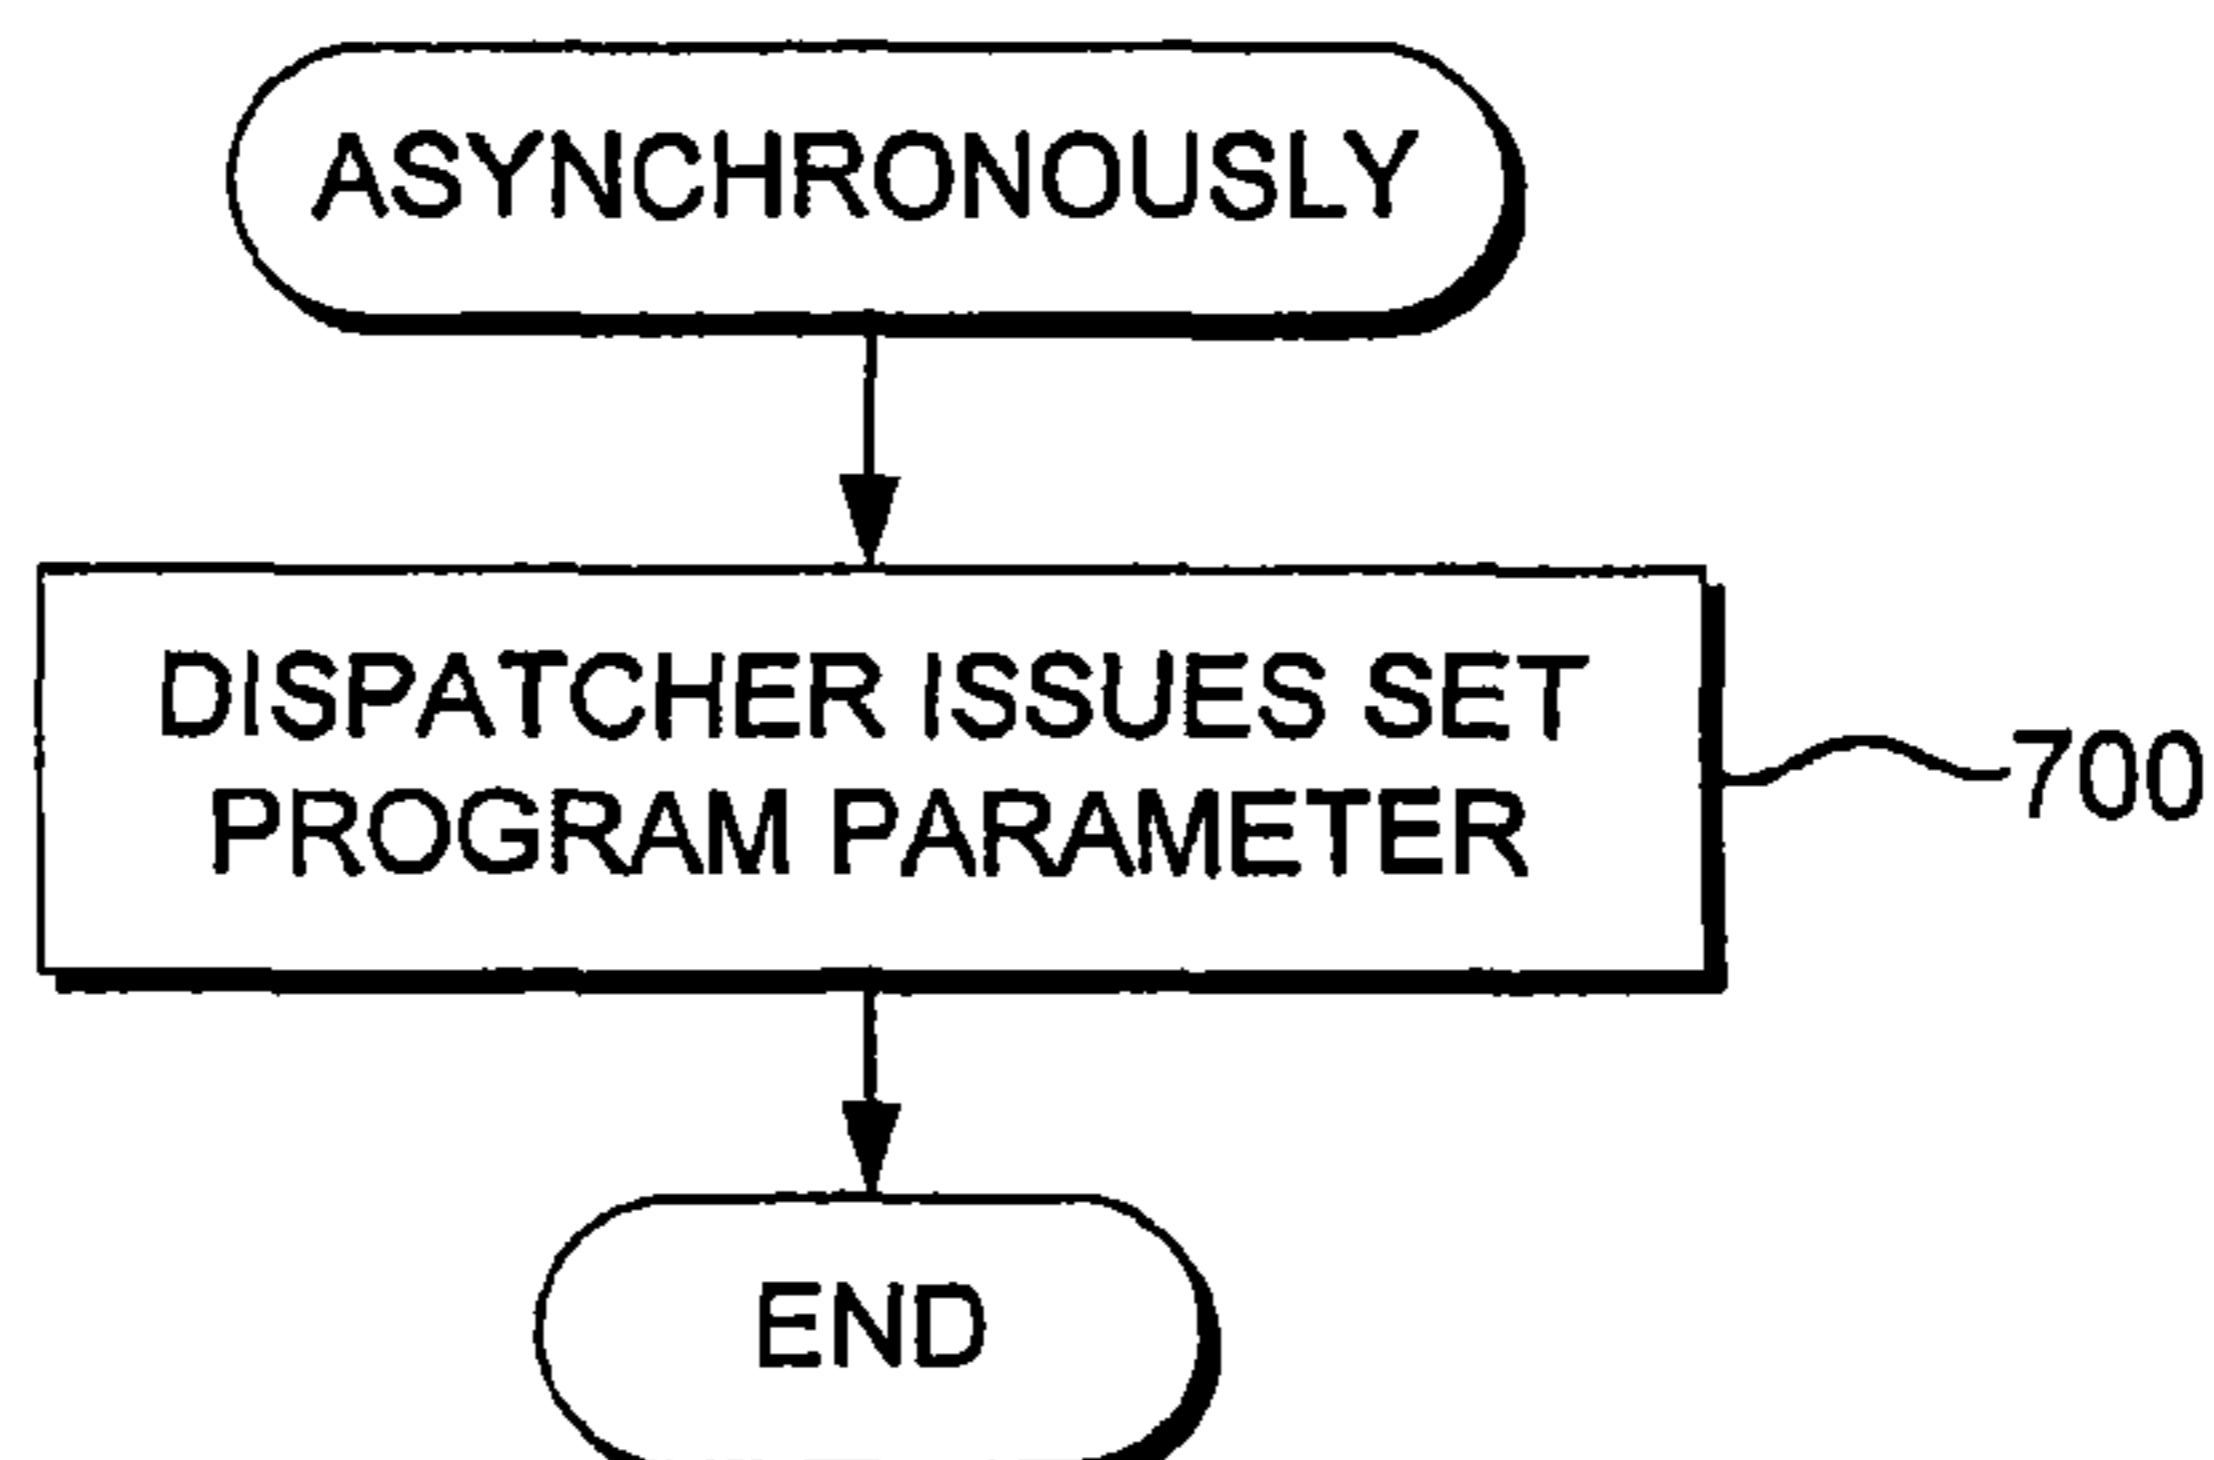 ASYNCHRONOUSLY
DISPATCHER ISSUES SET
PROGRAM PARAMETER
700
END